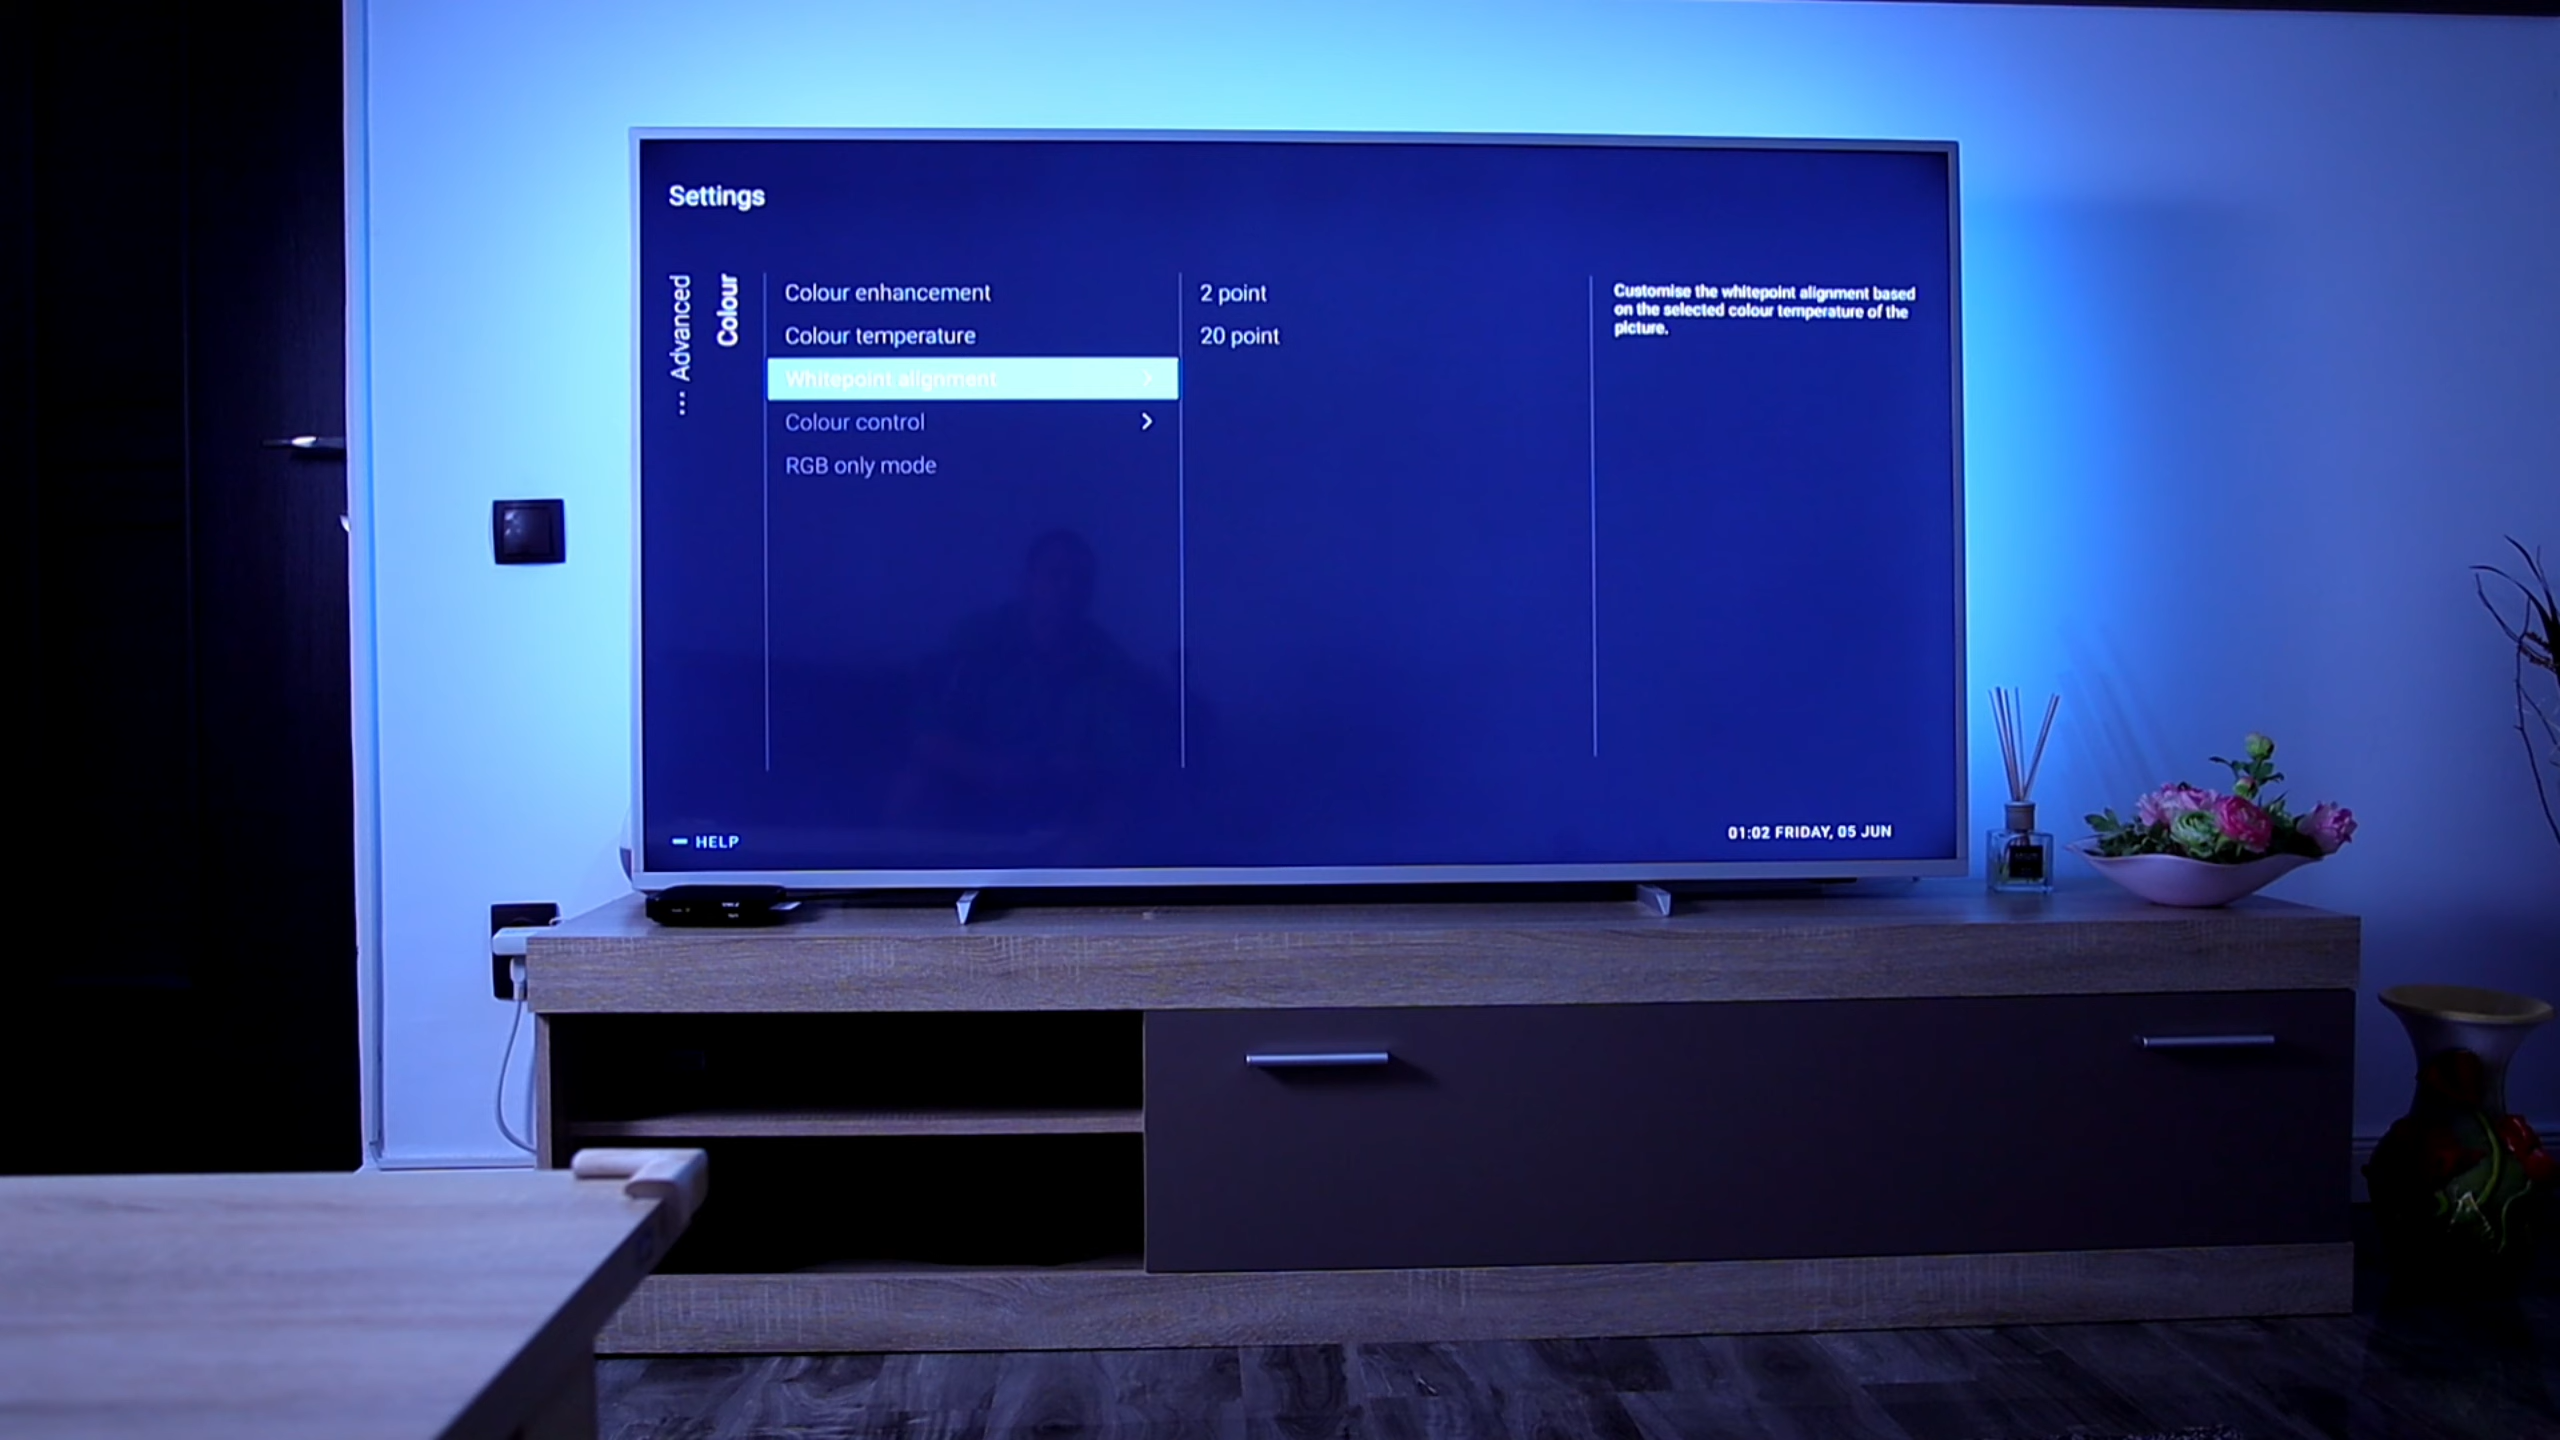 Settings
... Advanced
Colour
Colour enhancement
Colour temperature
Whitepoint alignment
Colour control
RGB only mode
2 point
20 point
Customise the whitepoint alignment based
on the selected colour temperature of the
picture.
HELP
01:02 FRIDAY, 05 JUN